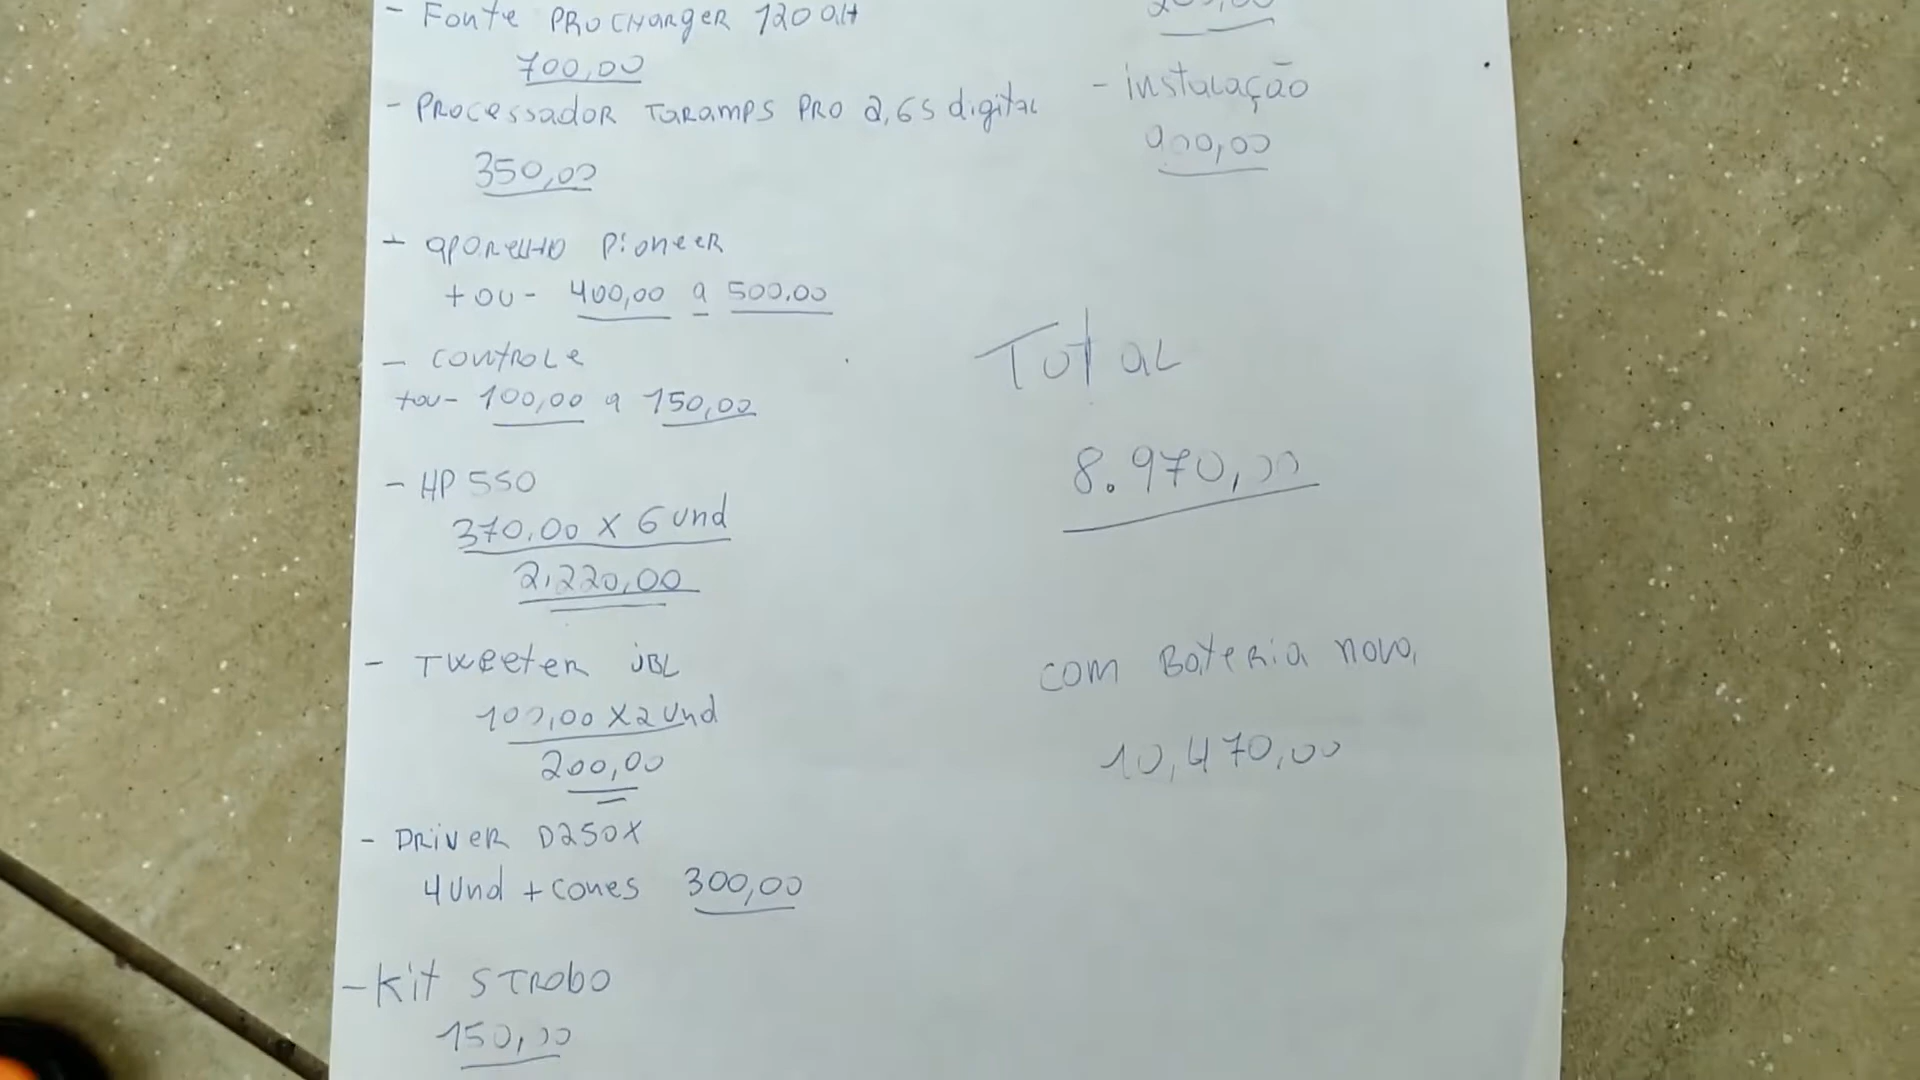 - Fonte PROCHARGER 120AH
700,00
- PROCESSADOR TARAMPS PRO 2,6S digital
350,00
- APARELHO PIONEER
+ ou - 400,00 a 500,00
- CONTROLE
+ou- 100,00 a 150,00
- HP 550
370,00 X 6 und
2.220,00
- TWEETER JBL
100,00 X 2 und
200,00
- DRIVER D250X
4 und + cones 300,00
- Kit STROBO
150,00
- instalação
900,00
Total
8.970,00
com Bateria nova,
10,470,00